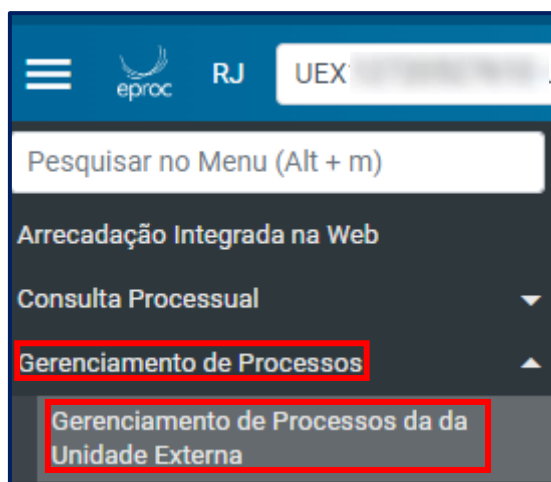 eproc
RJ
UEX
Pesquisar no Menu (Alt + m)
Arrecadação Integrada na Web
Consulta Processual
Gerenciamento de Processos
Gerenciamento de Processos da da
Unidade Externa